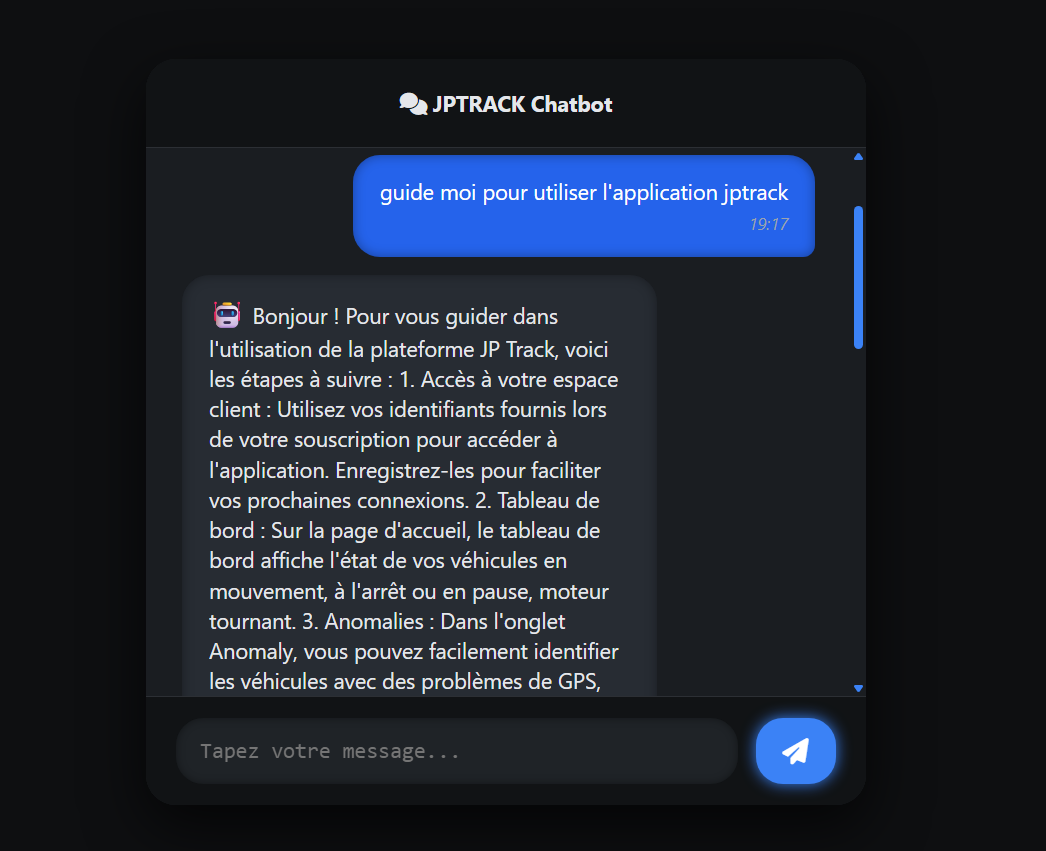 JPTRACK Chatbot
guide moi pour utiliser l'application jptrack
19:17
Bonjour ! Pour vous guider dans
l'utilisation de la plateforme JP Track, voici
les étapes à suivre : 1. Accès à votre espace
client : Utilisez vos identifiants fournis lors
de votre souscription pour accéder à
l'application. Enregistrez-les pour faciliter
vos prochaines connexions. 2. Tableau de
bord : Sur la page d'accueil, le tableau de
bord affiche l'état de vos véhicules en
mouvement, à l'arrêt ou en pause, moteur
tournant. 3. Anomalies : Dans l'onglet
Anomaly, vous pouvez facilement identifier
les véhicules avec des problèmes de GPS,
Tapez votre message...